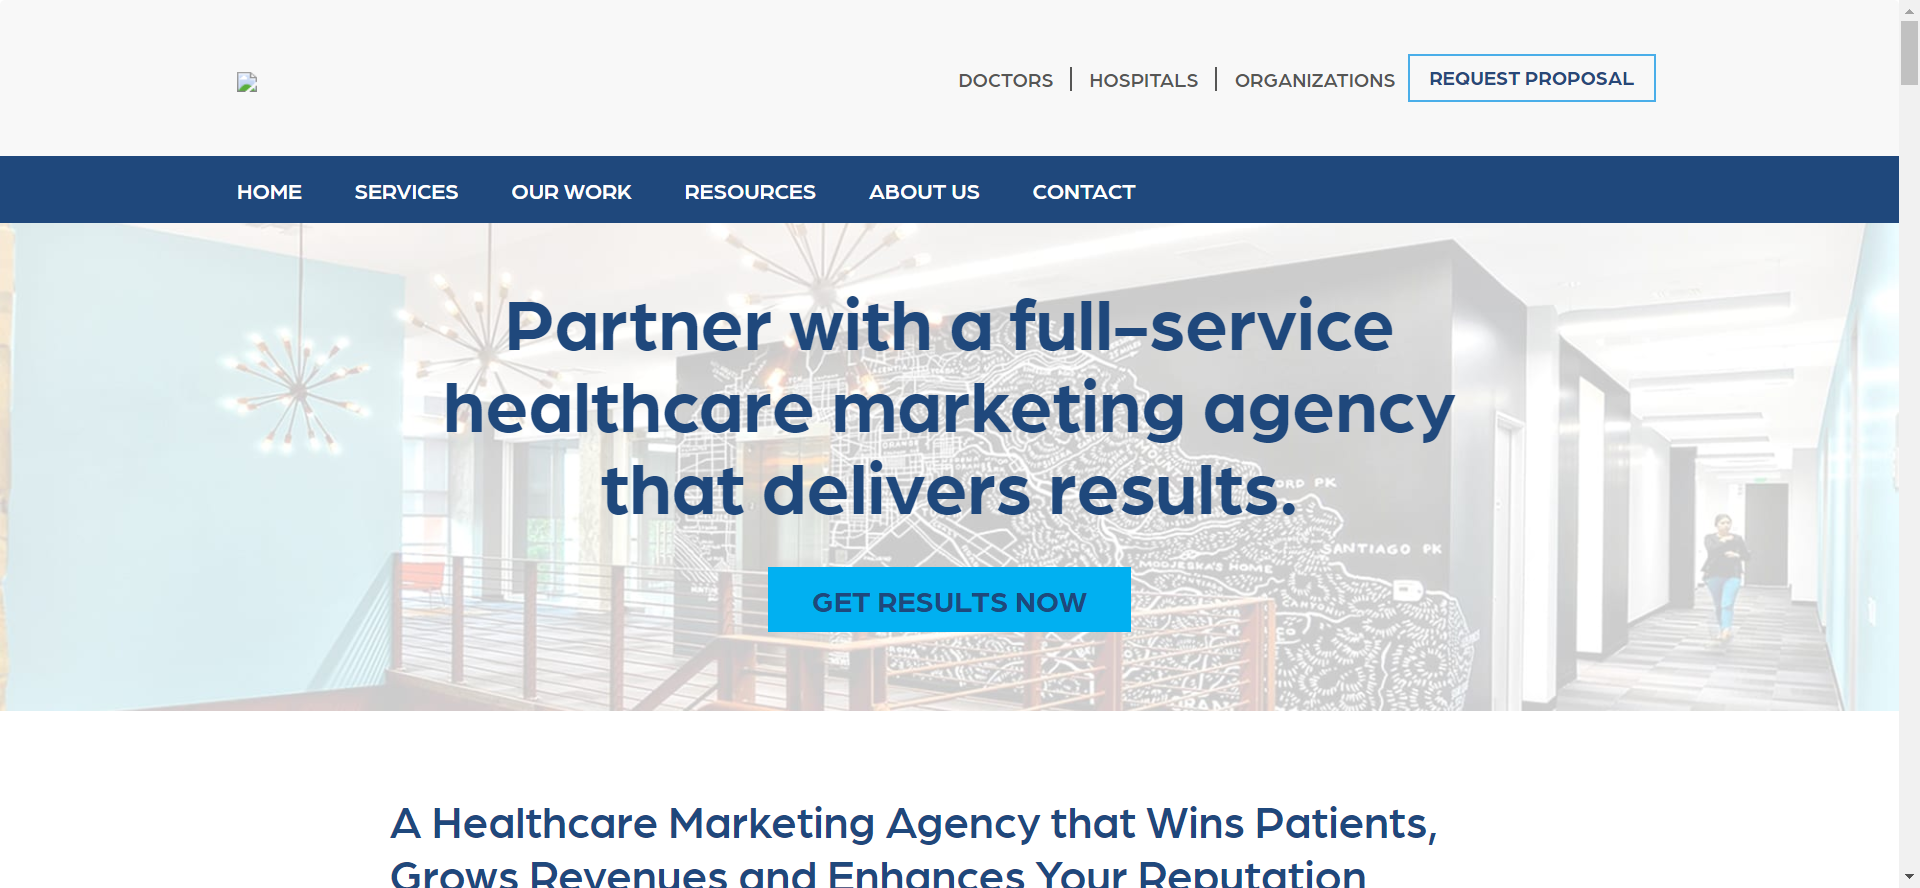 DOCTORS
HOSPITALS
ORGANIZATIONS
REQUEST PROPOSAL
HOME
SERVICES
OUR WORK
RESOURCES
ABOUT US
CONTACT
Partner with a full-service
healthcare marketing agency
that delivers results.
SANTIAGO PK
GET RESULTS NOW
A Healthcare Marketing Agency that Wins Patients,
Grows Revenues and Enhances Your Reputation